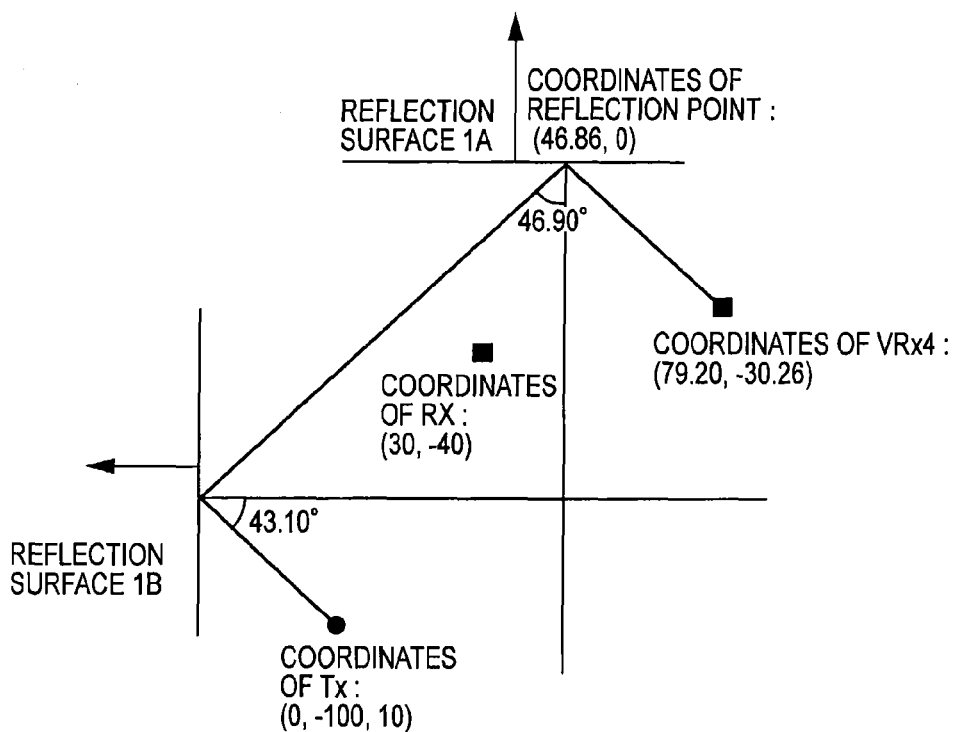 COORDINATES OF
REFLECTION POINT :
(46.86, 0)
REFLECTION
SURFACE 1A
46.90°
COORDINATES OF VRx4 :
(79.20, -30.26)
COORDINATES
OF RX :
(30, -40)
43.10°
REFLECTION
SURFACE 1B
COORDINATES
OF Tx :
(0, -100, 10)